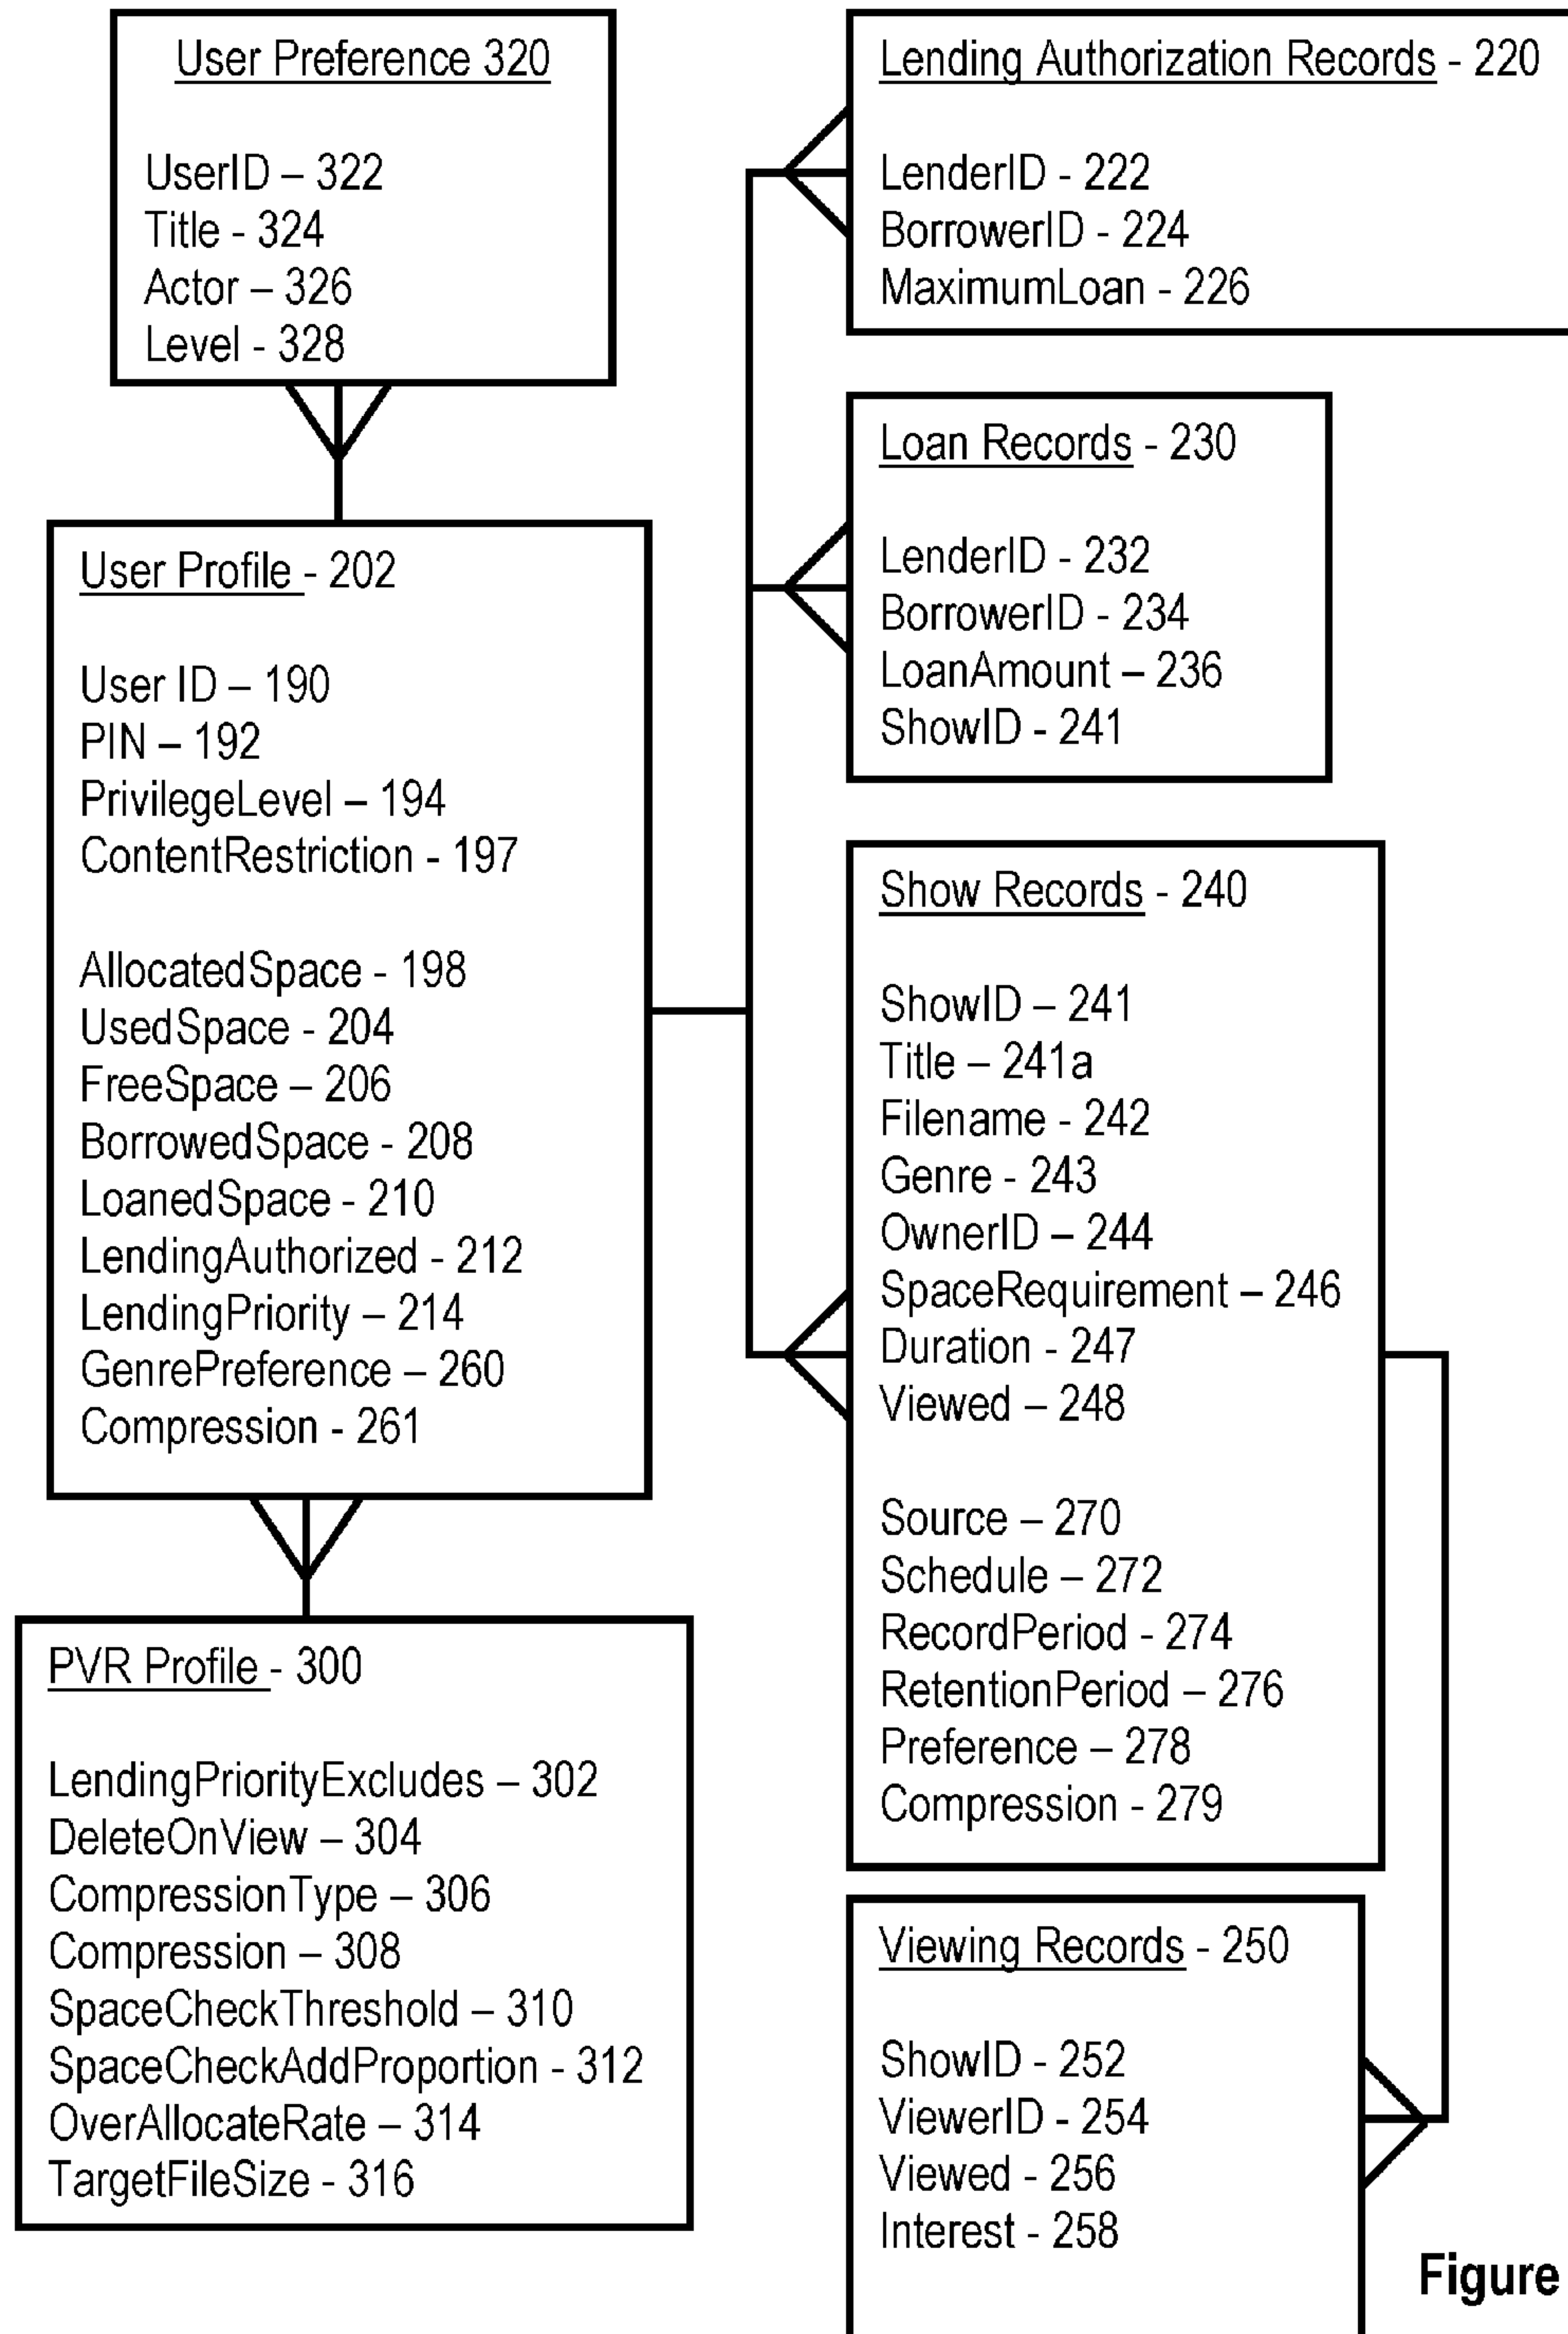 User Preference 320
UserID – 322
Title - 324
Actor – 326
Level - 328
User Profile - 202
User ID – 190
PIN – 192
PrivilegeLevel – 194
ContentRestriction - 197
AllocatedSpace - 198
UsedSpace - 204
FreeSpace – 206
BorrowedSpace - 208
LoanedSpace - 210
LendingAuthorized - 212
LendingPriority – 214
GenrePreference – 260
Compression - 261
PVR Profile - 300
LendingPriorityExcludes – 302
DeleteOnView – 304
CompressionType – 306
Compression – 308
SpaceCheckThreshold – 310
SpaceCheckAddProportion - 312
OverAllocateRate – 314
TargetFileSize - 316
Lending Authorization Records - 220
LenderID - 222
BorrowerID - 224
MaximumLoan - 226
Loan Records - 230
LenderID - 232
BorrowerID - 234
LoanAmount – 236
ShowID - 241
Show Records - 240
ShowID – 241
Title – 241a
Filename - 242
Genre - 243
OwnerID – 244
SpaceRequirement – 246
Duration - 247
Viewed – 248
Source – 270
Schedule – 272
RecordPeriod - 274
RetentionPeriod – 276
Preference – 278
Compression - 279
Viewing Records - 250
ShowID - 252
ViewerID - 254
Viewed - 256
Interest - 258
Figure